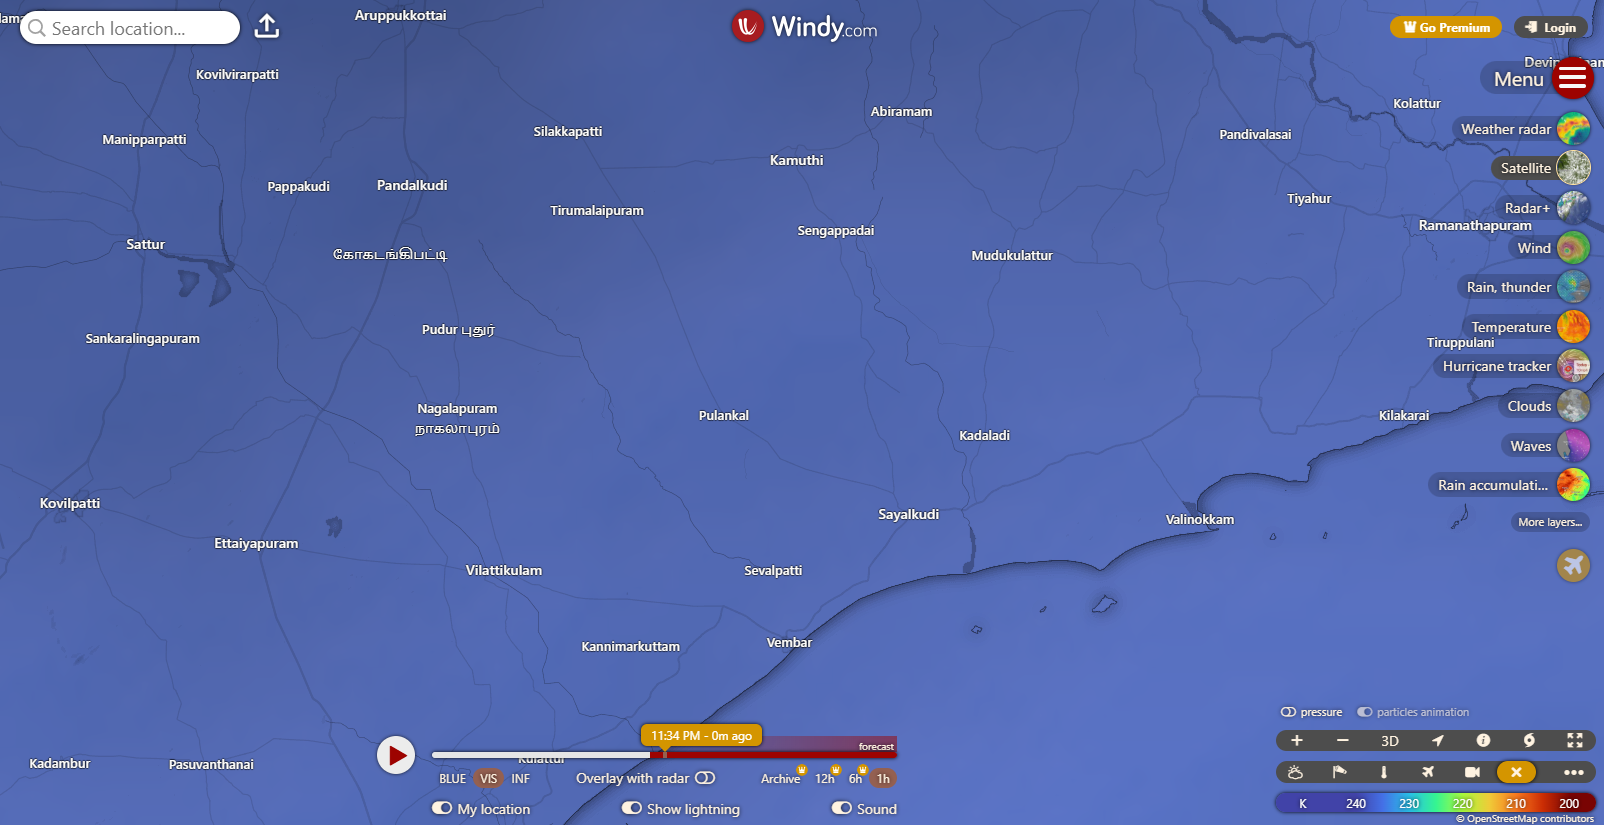 Search location...
Windy.com
Go Premium
Login
Menu
Weather radar
Satellite
Radar+
Wind
Rain, thunder
Temperature
Hurricane tracker
Clouds
Waves
Rain accumulati...
More layers...
Aruppukkottai
Kovilvirarpatti
Abiramam
Kolattur
Silakkapatti
Pandivalasai
Manipparpatti
Kamuthi
Pappakudi
Pandalkudi
Tiyahur
Tirumalaipuram
Ramanathapuram
Sengappadai
Sattur
கோகடங்கிபட்டி
Mudukulattur
Pudur புதுர்
Sankaralingapuram
Tiruppulani
Nagalapuram
நாகலாபுரம்
Pulankal
Kilakarai
Kadaladi
Kovilpatti
Sayalkudi
Valinokkam
Ettaiyapuram
Vilattikulam
Sevalpatti
Vembar
Kannimarkuttam
Kadambur
Pasuvanthanai
Kulattur
11:34 PM - 0m ago
forecast
BLUE VIS INF
Overlay with radar
Archive 12h 6h 1h
My location
Show lightning
Sound
pressure
particles animation
3D
K 240 230 220 210 200
© OpenStreetMap contributors